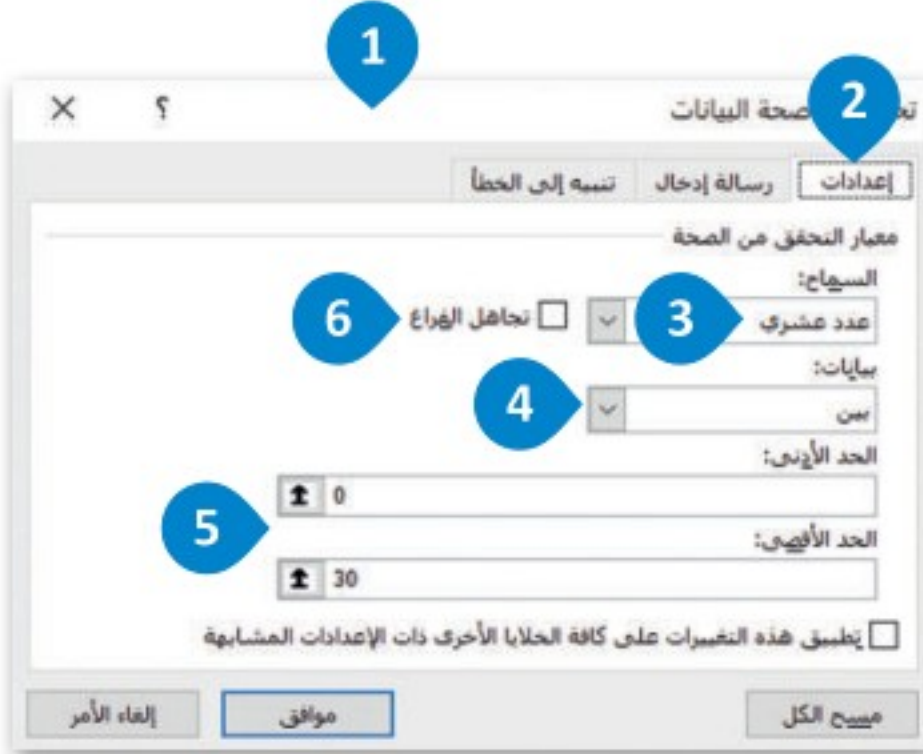 1
صحة البيانات ؟ ×
2
إعدادات رسالة إدخال تنبيه إلى الخطأ
معيار التحقق من الصحة
السماح:
عدد عشري 3 تجاهل الفراغ 6
بيانات:
بين 4
الحد الأدنى:
0
5
الحد الأقصى:
30
تطبيق هذه التغييرات على كافة الخلايا الأخرى ذات الإعدادات المشابهة
مسح الكل موافق إلغاء الأمر